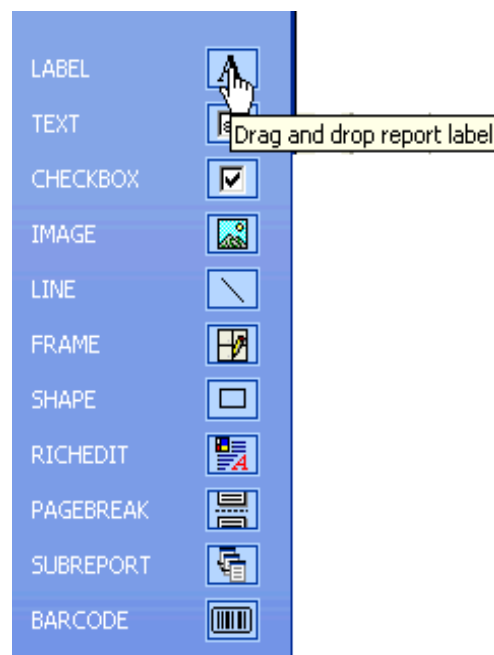 LABEL
TEXT
Drag and drop report label
CHECKBOX
IMAGE
LINE
FRAME
SHAPE
RICHEDIT
PAGEBREAK
SUBREPORT
BARCODE